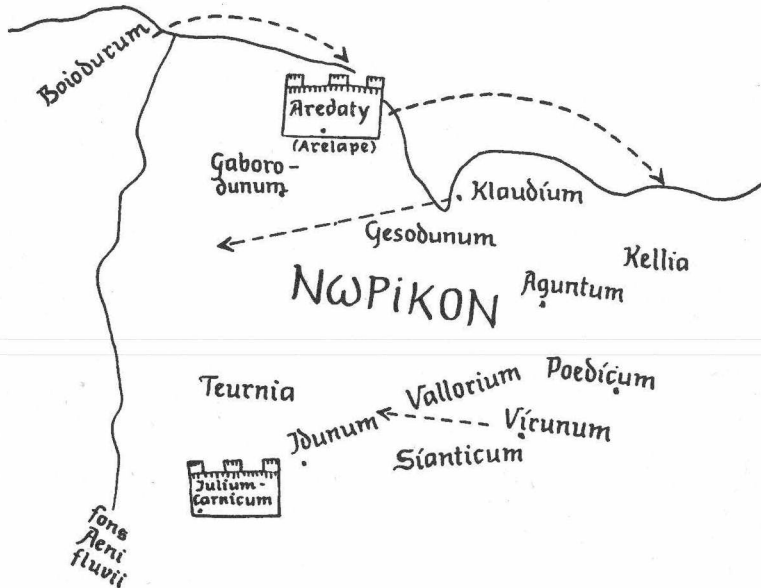 Boiodurum
Aredaty
(Arelape)
Gaboro-
dunum
Klaudium
Gesodunum
Kellia
ΝωΡιΚΟΝ
Aguntum
Teurnia
Vallorium
Poedicum
Idunum
Virunum
Sianticum
Julium-
carnicum
fons
Aeni
fluvii